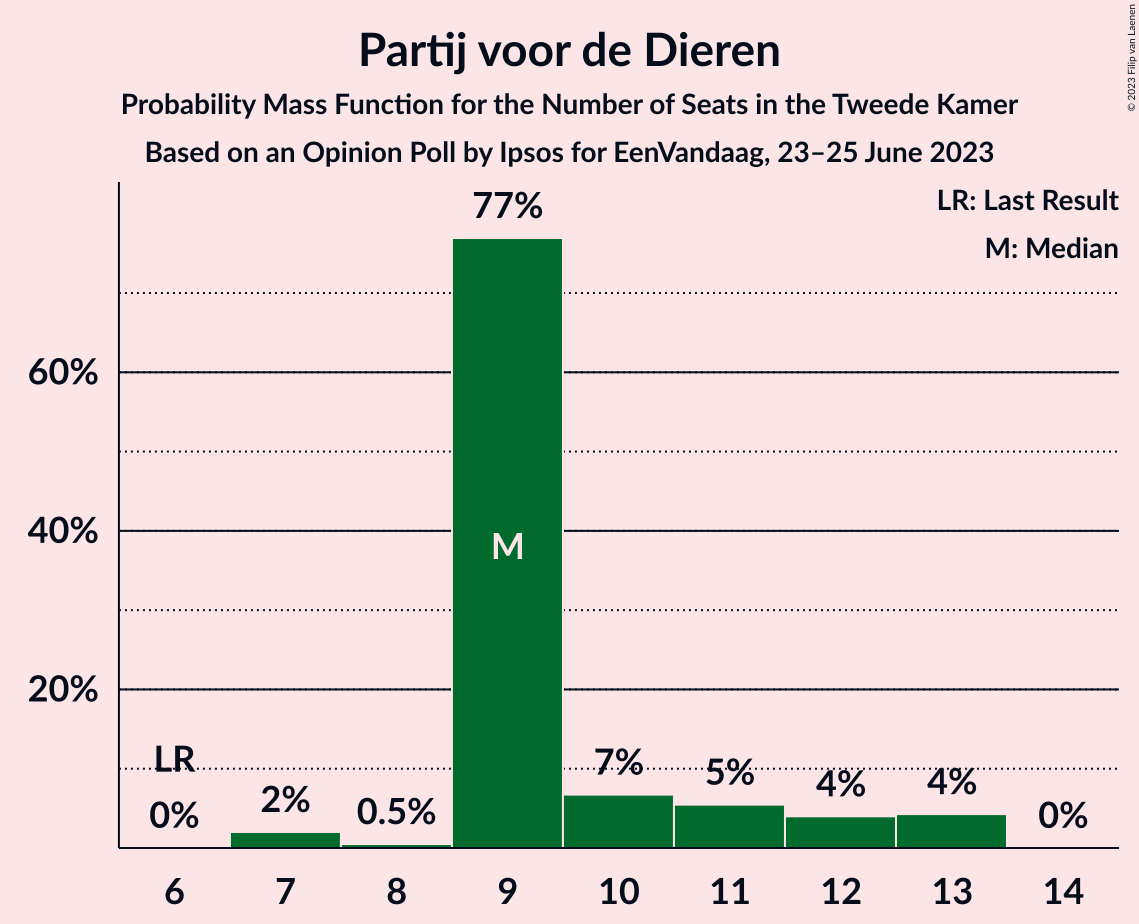 Partij voor de Dieren
Probability Mass Function for the Number of Seats in the Tweede Kamer
Based on an Opinion Poll by Ipsos for EenVandaag, 23–25 June 2023
© 2023 Filip van Laenen
LR: Last Result
M: Median
77%
60%
40%
M
20%
LR
0%
2%
0.5%
7%
5%
4%
4%
0%
6 7 8 9 10 11 12 13 14